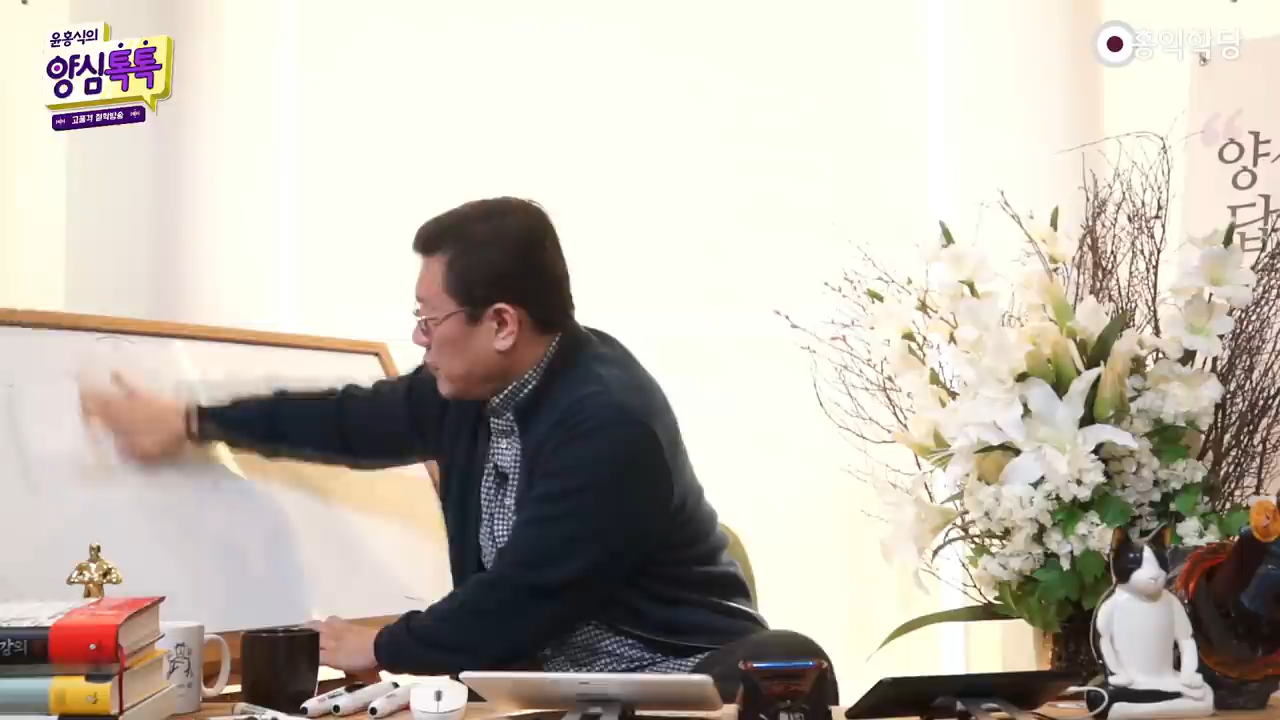 윤홍식의
양심톡톡
고품격 철학방송
홍익학당
양
답
강의